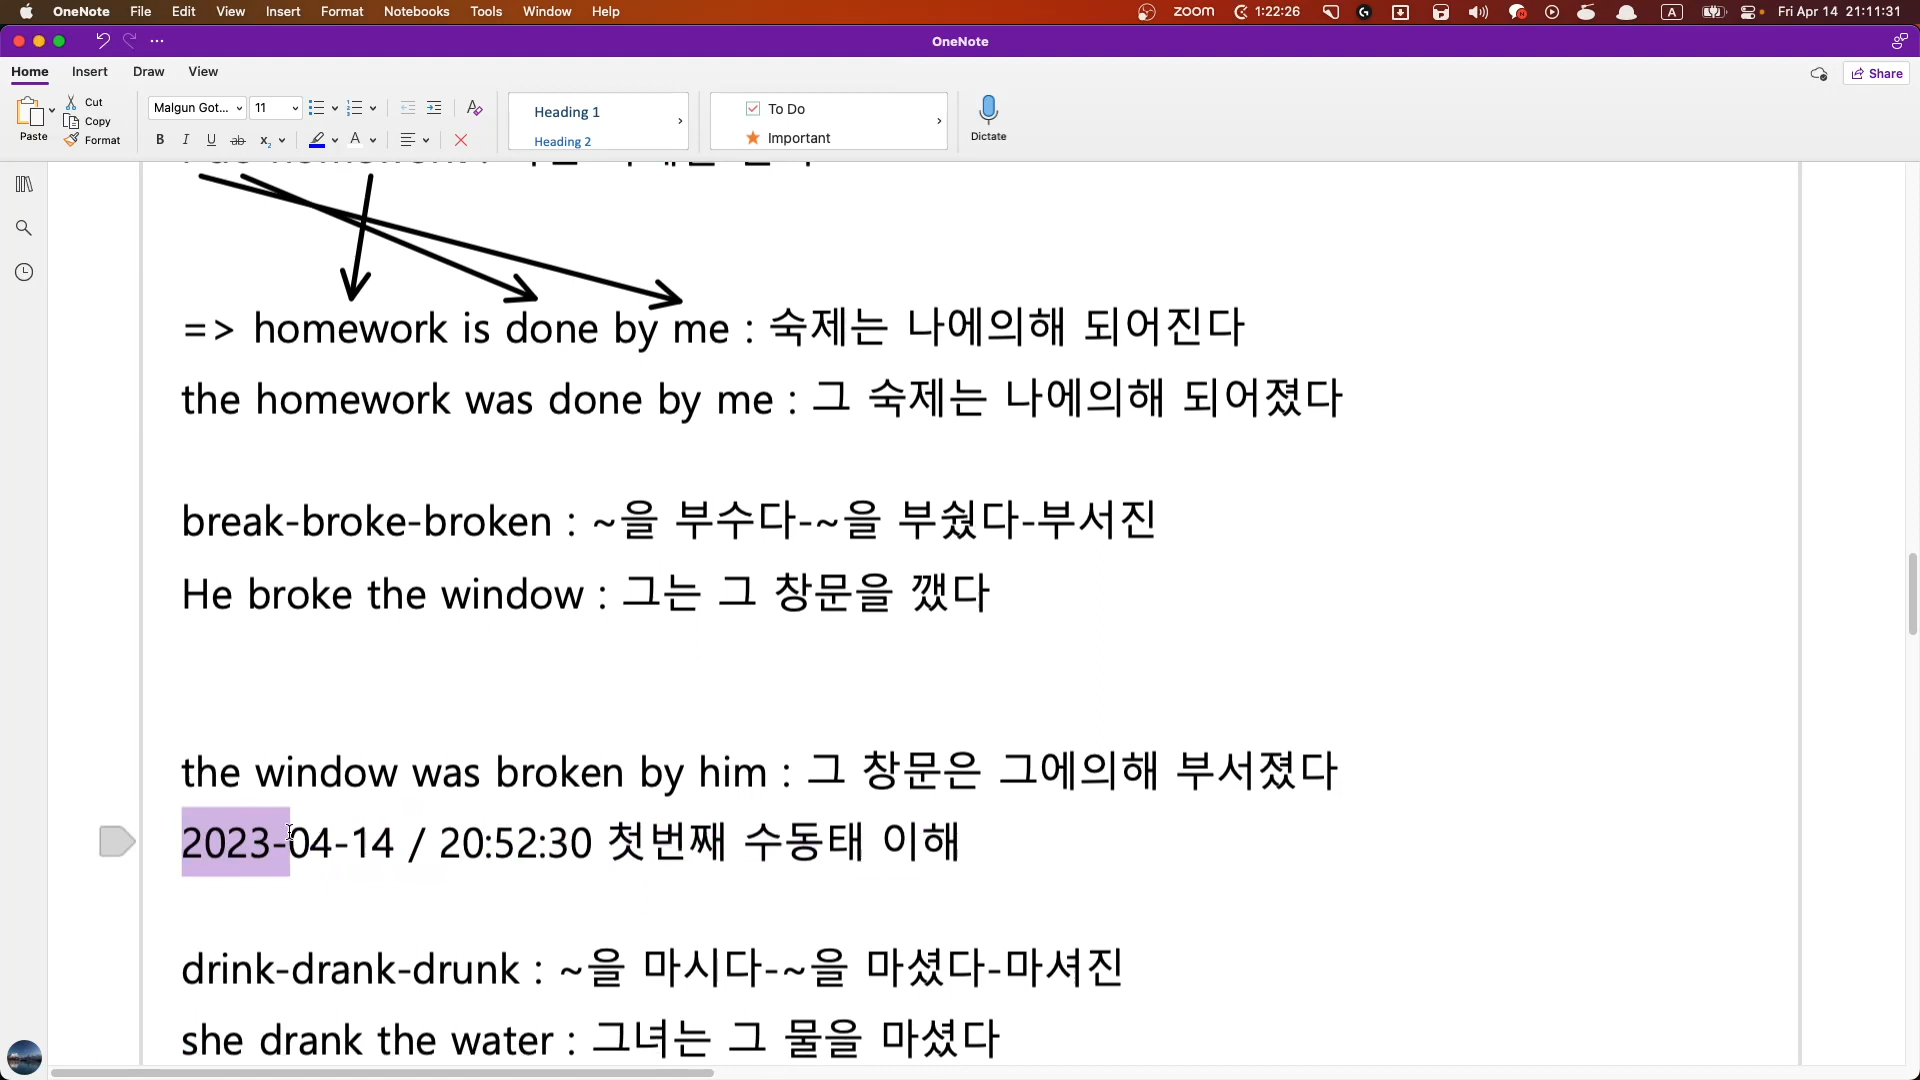 OneNote File Edit View Insert Format Notebooks Tools Window Help zoom 1:22:26 A Fri Apr 14 21:11:31
OneNote
Home Insert Draw View Share
Paste Cut Copy Format
Malgun Got... 11
B I U ab x₂ A
Heading 1
Heading 2
To Do
Important
Dictate
=> homework is done by me : 숙제는 나에의해 되어진다
the homework was done by me : 그 숙제는 나에의해 되어졌다
break-broke-broken : ~을 부수다-~을 부쉈다-부서진
He broke the window : 그는 그 창문을 깼다
the window was broken by him : 그 창문은 그에의해 부서졌다
2023-04-14 / 20:52:30 첫번째 수동태 이해
drink-drank-drunk : ~을 마시다-~을 마셨다-마셔진
she drank the water : 그녀는 그 물을 마셨다